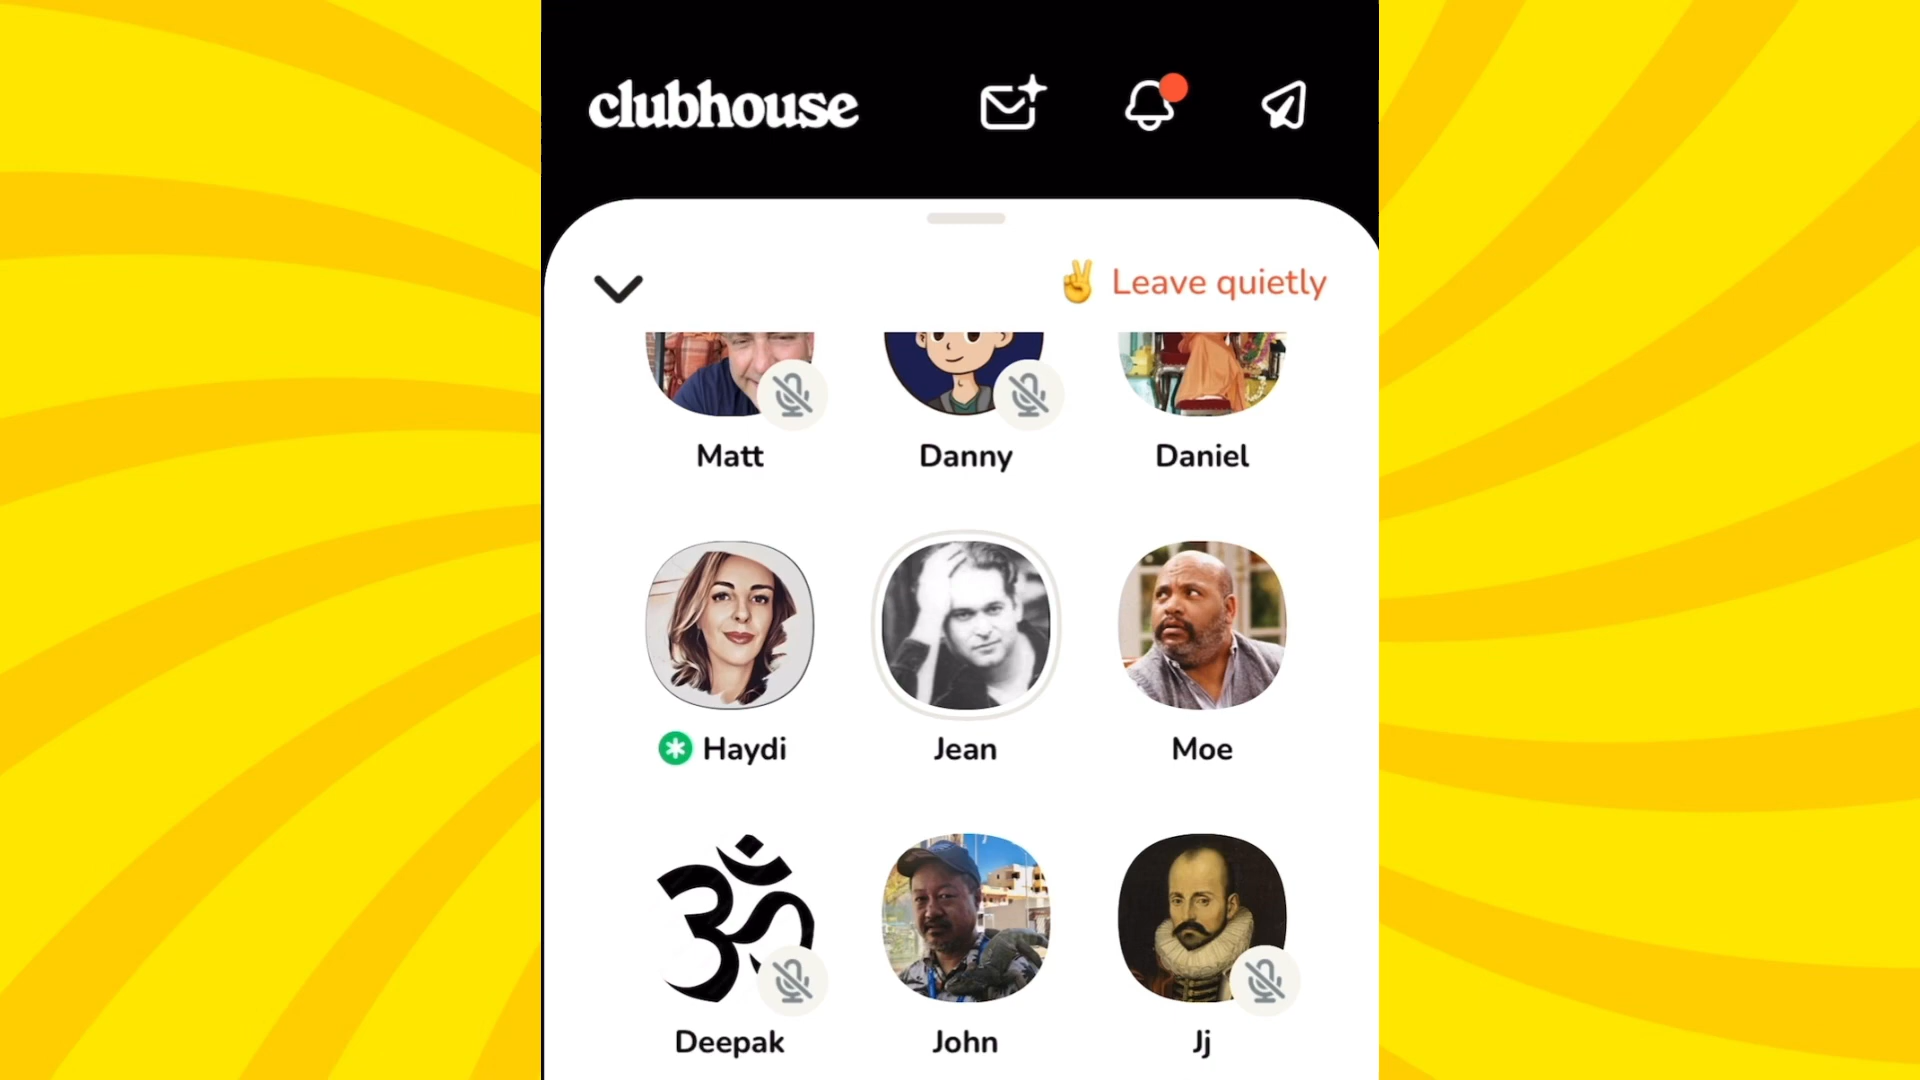 clubhouse
✌️ Leave quietly
Matt Danny Daniel
Haydi Jean Moe
Deepak John Jj